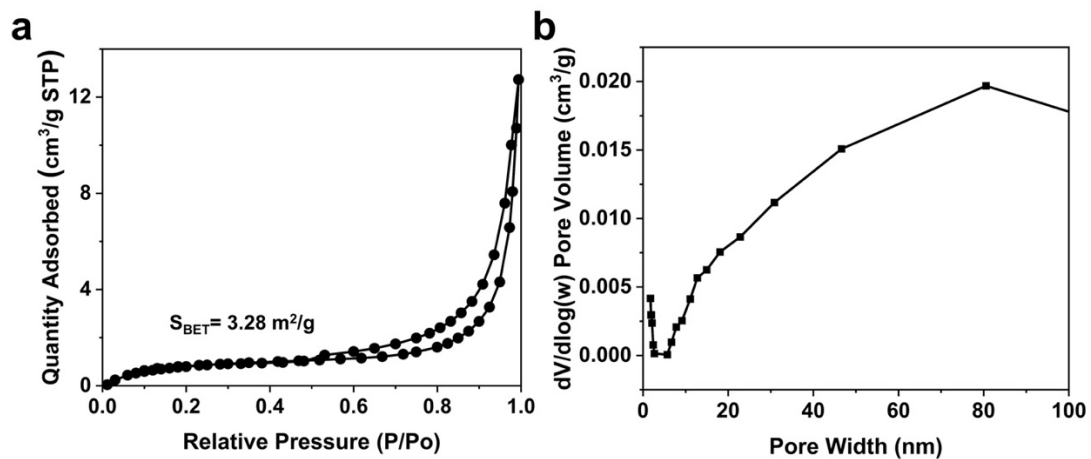 a
Quantity Adsorbed (cm³/g STP)
12
8
4
0
S_BET= 3.28 m²/g
0.0 0.2 0.4 0.6 0.8 1.0
Relative Pressure (P/Po)
b
dV/dlog(w) Pore Volume (cm³/g)
0.020
0.015
0.010
0.005
0.000
0 20 40 60 80 100
Pore Width (nm)